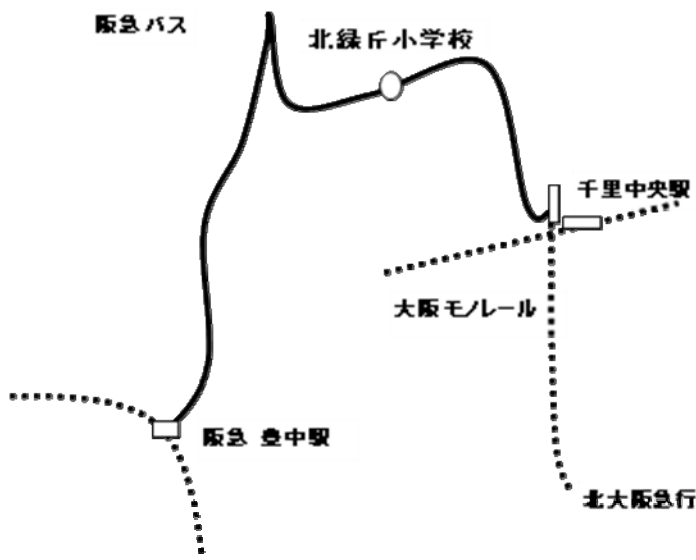 阪急バス
北緑丘小学校
千里中央駅
大阪モノレール
阪急 豊中駅
北大阪急行